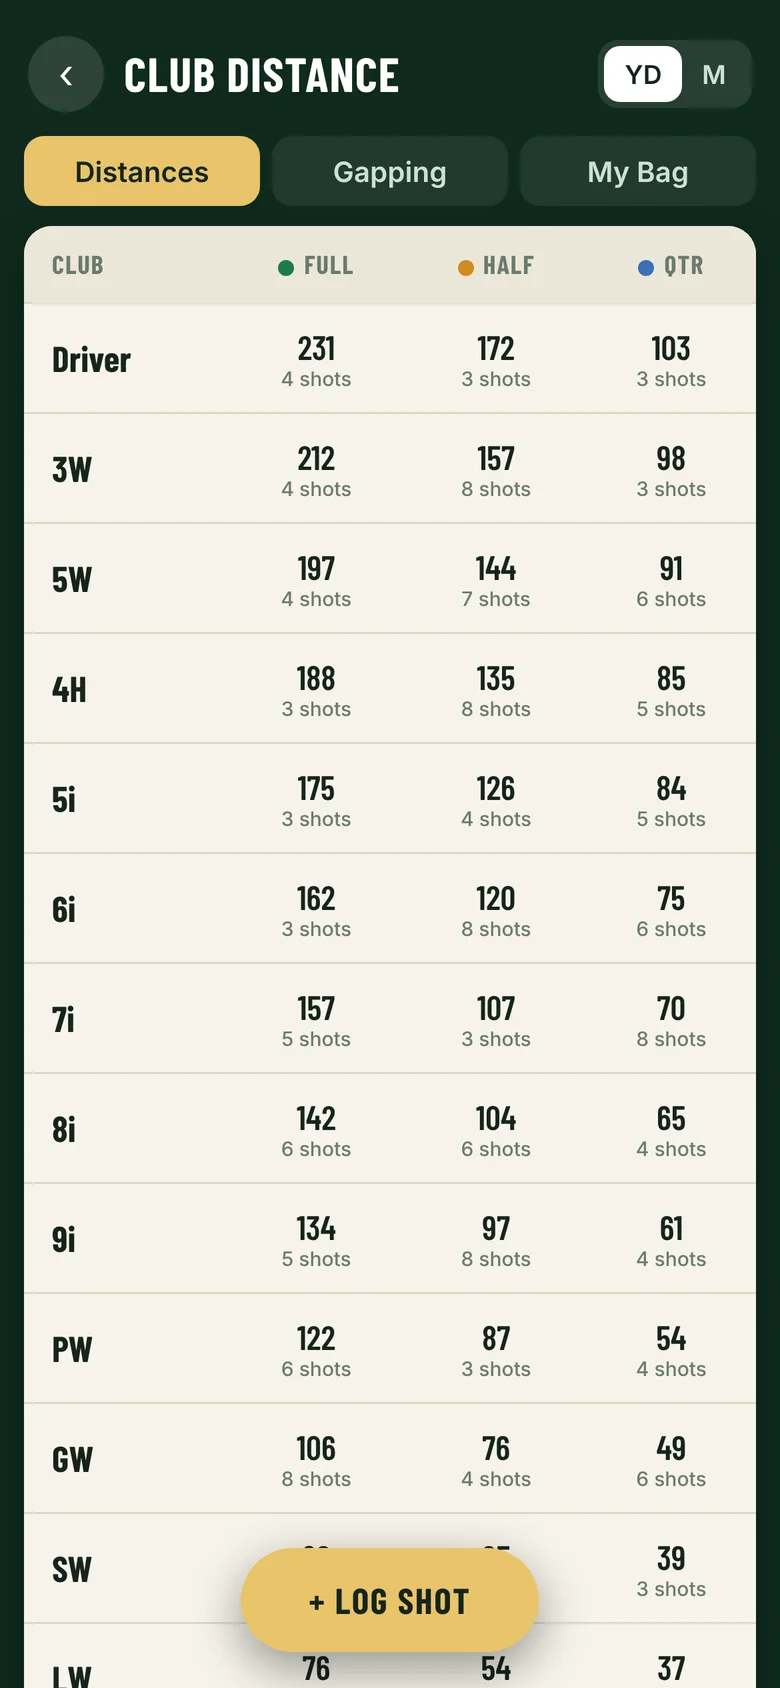 ‹ CLUB DISTANCE YD M
Distances Gapping My Bag
CLUB FULL HALF QTR
Driver 231 172 103
4 shots 3 shots 3 shots
3W 212 157 98
4 shots 8 shots 3 shots
5W 197 144 91
4 shots 7 shots 6 shots
4H 188 135 85
3 shots 8 shots 5 shots
5i 175 126 84
3 shots 4 shots 5 shots
6i 162 120 75
3 shots 8 shots 6 shots
7i 157 107 70
5 shots 3 shots 8 shots
8i 142 104 65
6 shots 6 shots 4 shots
9i 134 97 61
5 shots 8 shots 4 shots
PW 122 87 54
6 shots 3 shots 4 shots
GW 106 76 49
8 shots 4 shots 6 shots
SW 39
3 shots
+ LOG SHOT
LW 76 54 37